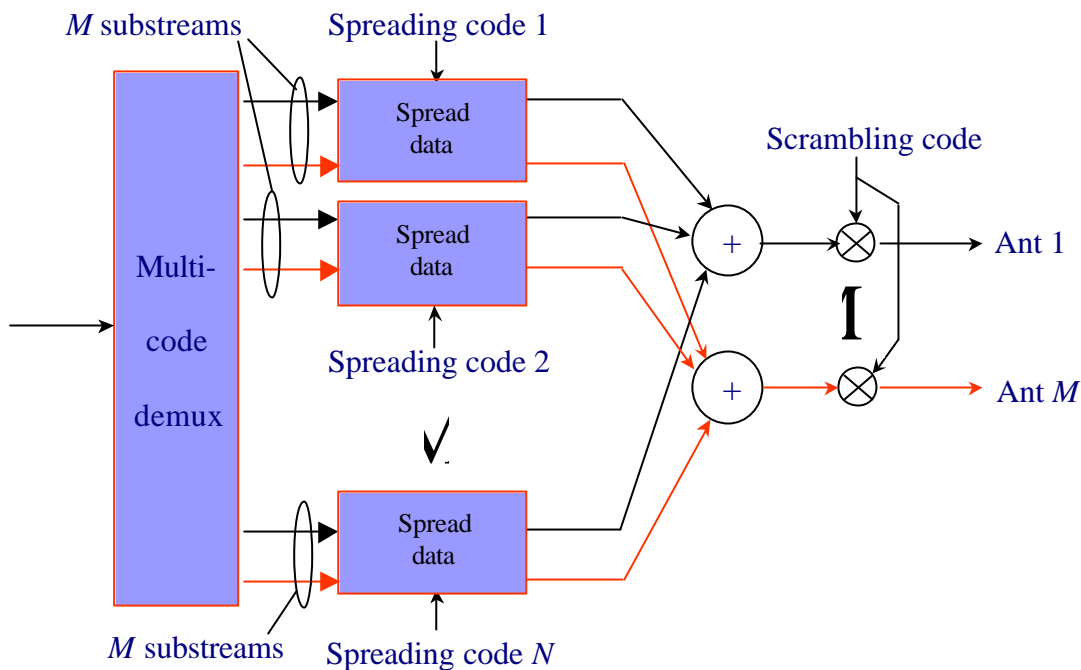 M substreams
Spreading code 1
Spread
data
Scrambling code
Spread
data
+
Ant 1
Multi-
code
demux
Spreading code 2
+
Ant M
Spread
data
M substreams
Spreading code N